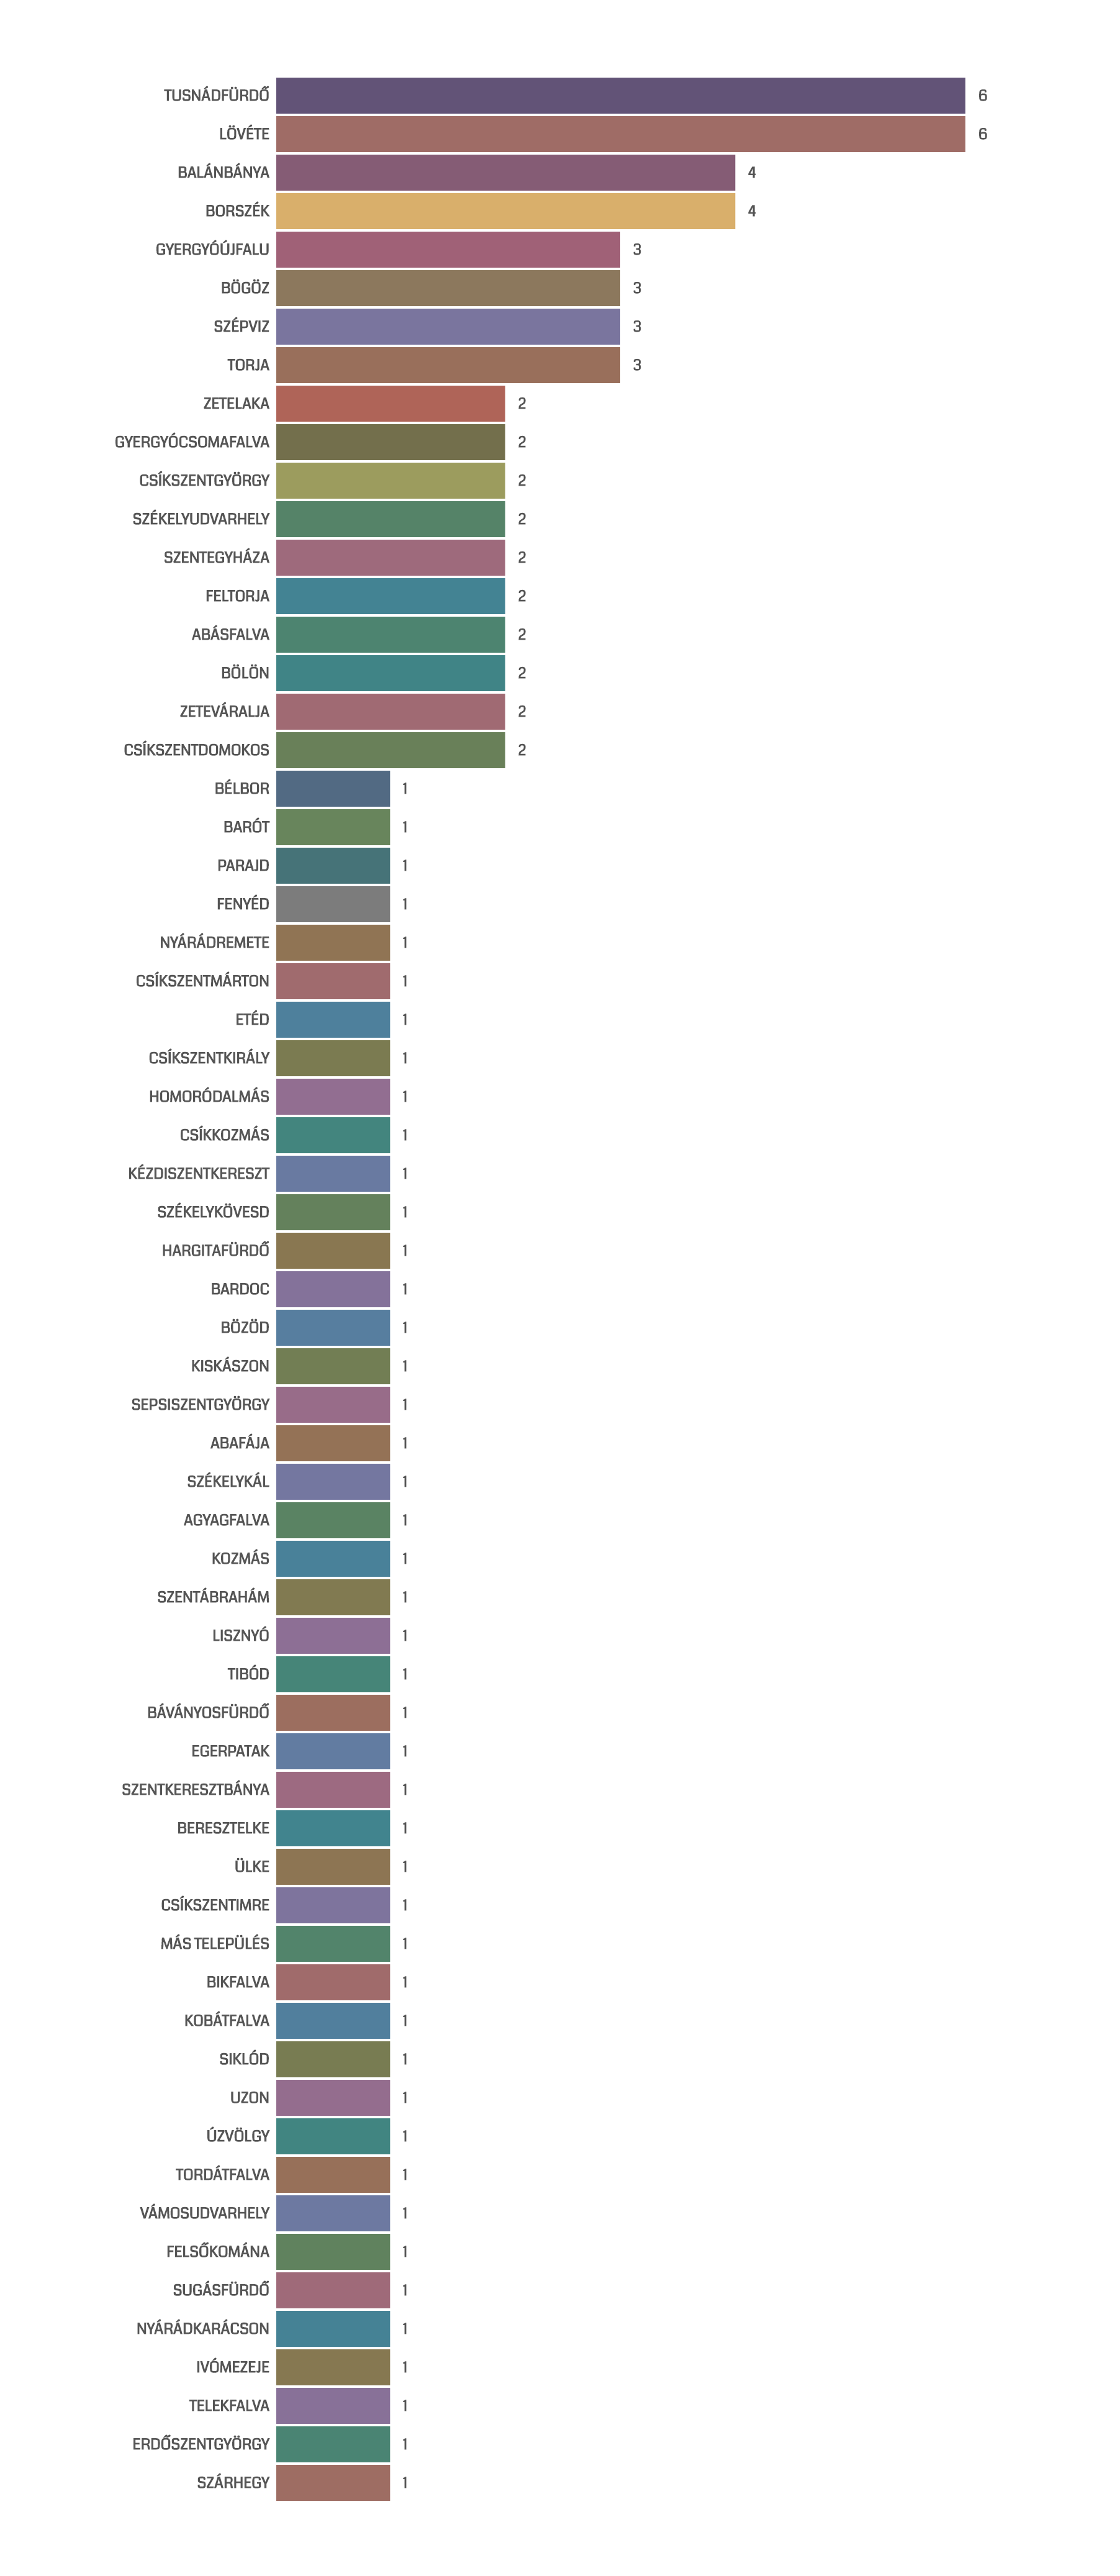 TUSNÁDFÜRDŐ 6
LÖVÉTE 6
BALÁNBÁNYA 4
BORSZÉK 4
GYERGYÓÚJFALU 3
BÖGÖZ 3
SZÉPVIZ 3
TORJA 3
ZETELAKA 2
GYERGYÓCSOMAFALVA 2
CSÍKSZENTGYÖRGY 2
SZÉKELYUDVARHELY 2
SZENTEGYHÁZA 2
FELTORJA 2
ABÁSFALVA 2
BÖLÖN 2
ZETEVÁRALJA 2
CSÍKSZENTDOMOKOS 2
BÉLBOR 1
BARÓT 1
PARAJD 1
FENYÉD 1
NYÁRÁDREMETE 1
CSÍKSZENTMÁRTON 1
ETÉD 1
CSÍKSZENTKIRÁLY 1
HOMORÓDALMÁS 1
CSÍKKOZMÁS 1
KÉZDISZENTKERESZT 1
SZÉKELYKÖVESD 1
HARGITAFÜRDŐ 1
BARDOC 1
BÖZÖD 1
KISKÁSZON 1
SEPSISZENTGYÖRGY 1
ABAFÁJA 1
SZÉKELYKÁL 1
AGYAGFALVA 1
KOZMÁS 1
SZENTÁBRAHÁM 1
LISZNYÓ 1
TIBÓD 1
BÁVÁNYOSFÜRDŐ 1
EGERPATAK 1
SZENTKERESZTBÁNYA 1
BERESZTELKE 1
ÜLKE 1
CSÍKSZENTIMRE 1
MÁS TELEPÜLÉS 1
BIKFALVA 1
KOBÁTFALVA 1
SIKLÓD 1
UZON 1
ÚZVÖLGY 1
TORDÁTFALVA 1
VÁMOSUDVARHELY 1
FELSŐKOMÁNA 1
SUGÁSFÜRDŐ 1
NYÁRÁDKARÁCSON 1
IVÓMEZEJE 1
TELEKFALVA 1
ERDŐSZENTGYÖRGY 1
SZÁRHEGY 1